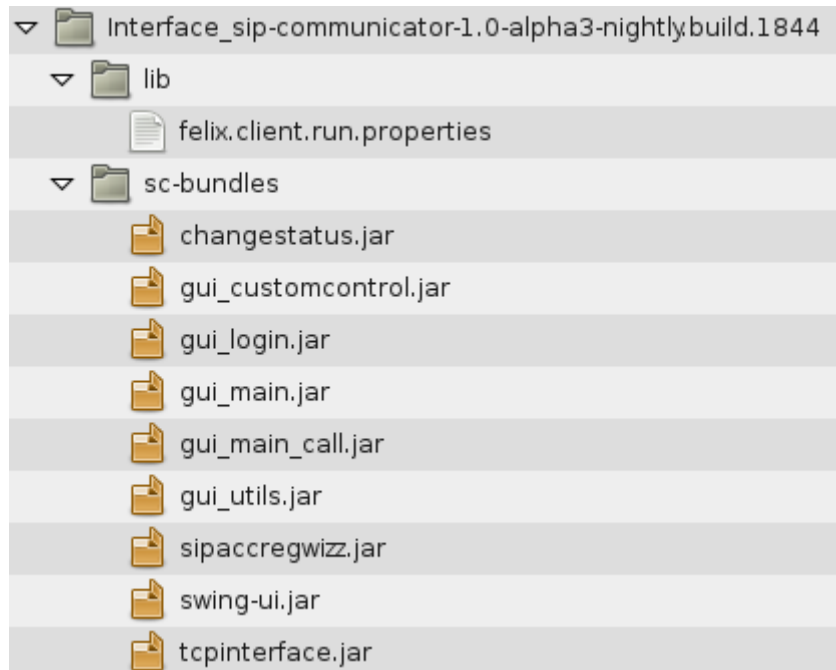 Interface_sip-communicator-1.0-alpha3-nightly.build.1844
lib
felix.client.run.properties
sc-bundles
changestatus.jar
gui_customcontrol.jar
gui_login.jar
gui_main.jar
gui_main_call.jar
gui_utils.jar
sipaccregwizz.jar
swing-ui.jar
tcpinterface.jar